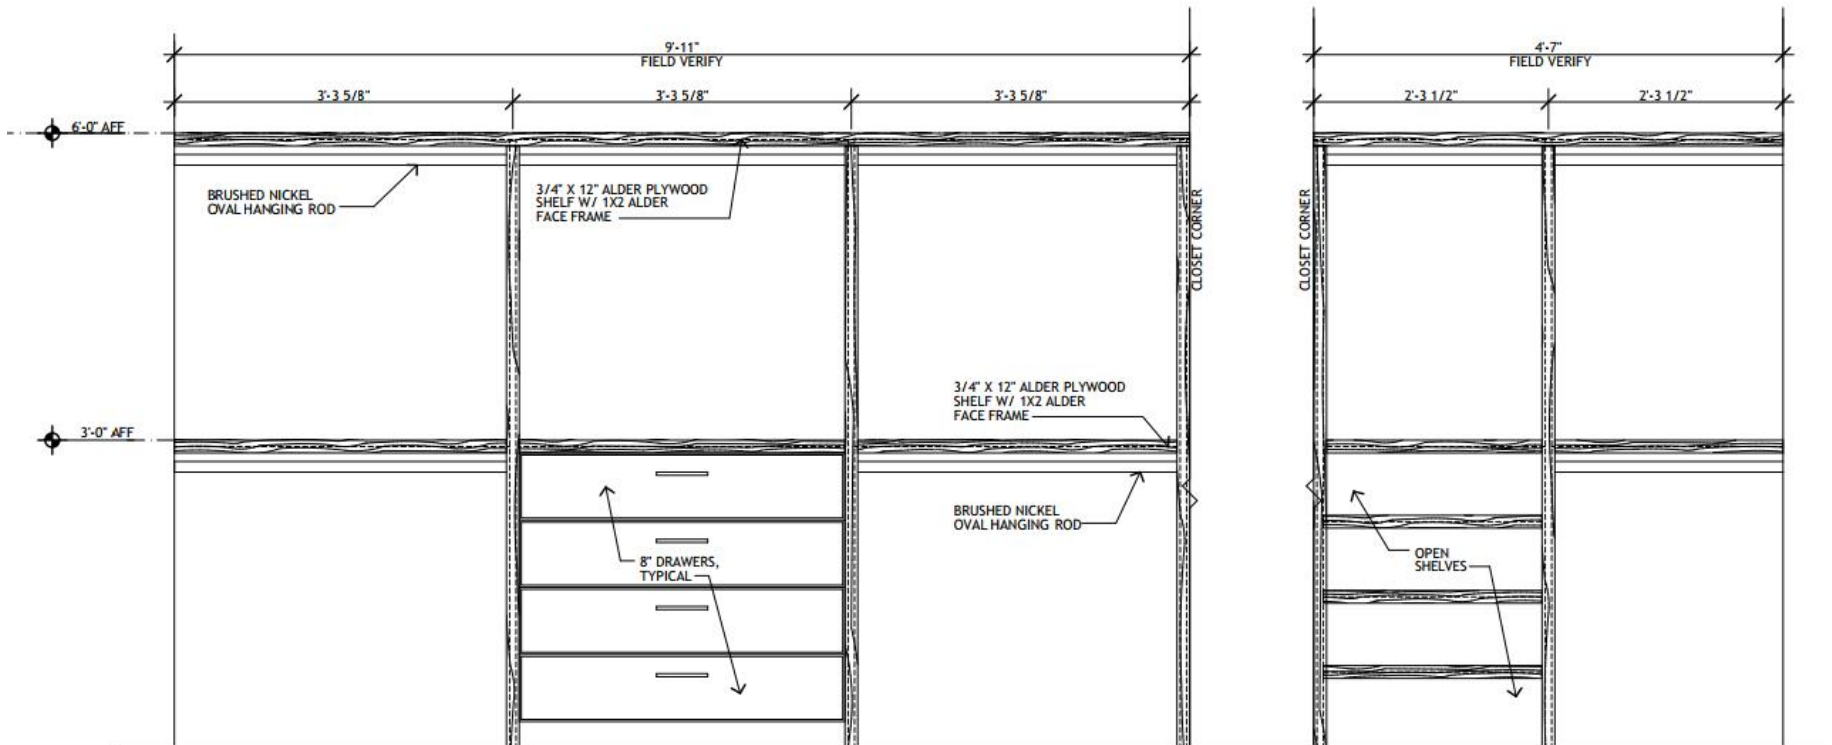 9'-11"
FIELD VERIFY
4'-7"
FIELD VERIFY
3'-3 5/8"
3'-3 5/8"
3'-3 5/8"
2'-3 1/2"
2'-3 1/2"
6'-0" AFF
BRUSHED NICKEL
OVAL HANGING ROD
3/4" X 12" ALDER PLYWOOD
SHELF W/ 1X2 ALDER
FACE FRAME
CLOSET CORNER
CLOSET CORNER
3/4" X 12" ALDER PLYWOOD
SHELF W/ 1X2 ALDER
FACE FRAME
3'-0" AFF
BRUSHED NICKEL
OVAL HANGING ROD
8" DRAWERS,
TYPICAL
OPEN
SHELVES